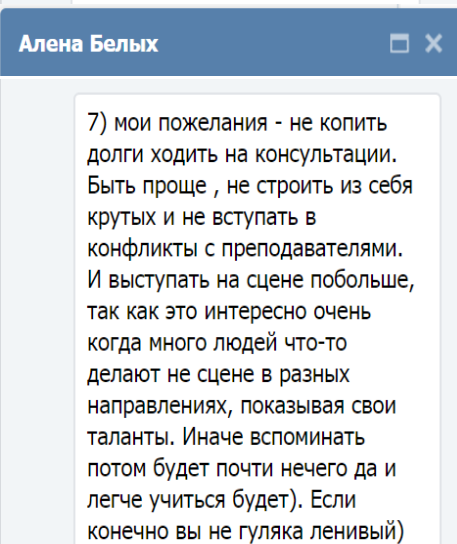 Алена Белых
7) мои пожелания - не копить
долги ходить на консультации.
Быть проще , не строить из себя
крутых и не вступать в
конфликты с преподавателями.
И выступать на сцене побольше,
так как это интересно очень
когда много людей что-то
делают не сцене в разных
направлениях, показывая свои
таланты. Иначе вспоминать
потом будет почти нечего да и
легче учиться будет). Если
конечно вы не гуляка ленивый)